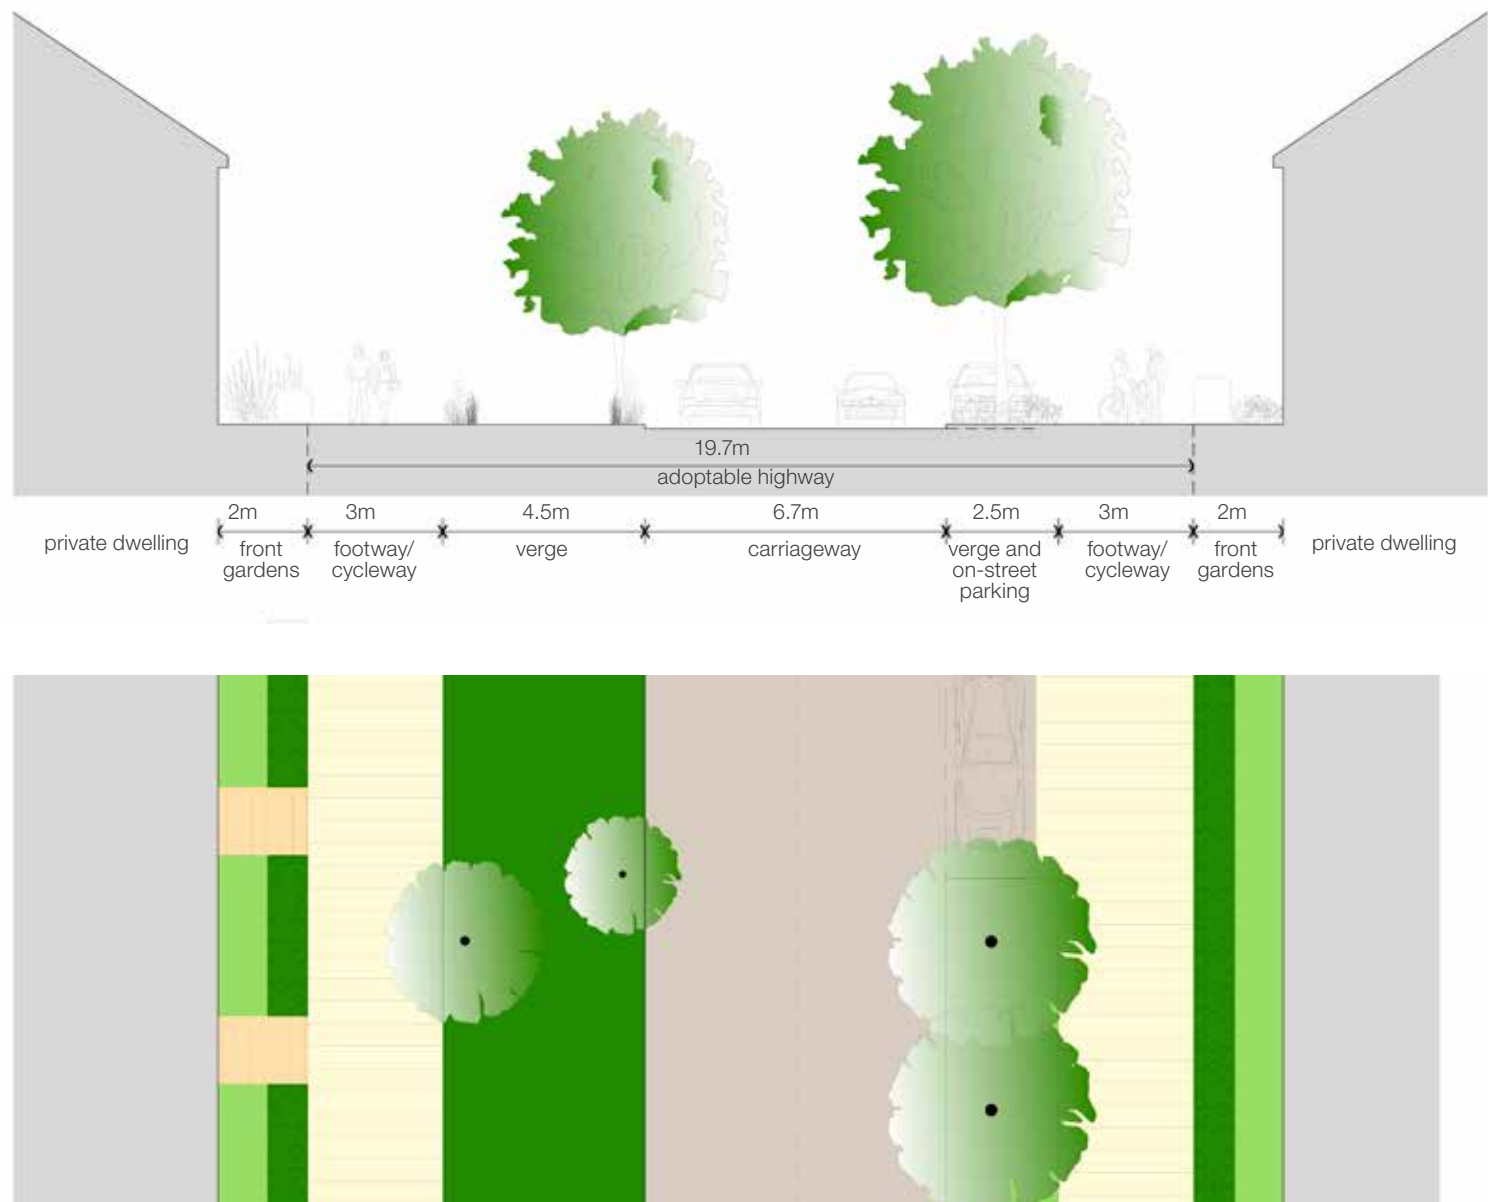 19.7m
adoptable highway
2m 3m 4.5m 6.7m 2.5m 3m 2m
private dwelling
front
gardens
footway/
cycleway
verge
carriageway
verge and
on-street
parking
footway/
cycleway
front
gardens
private dwelling